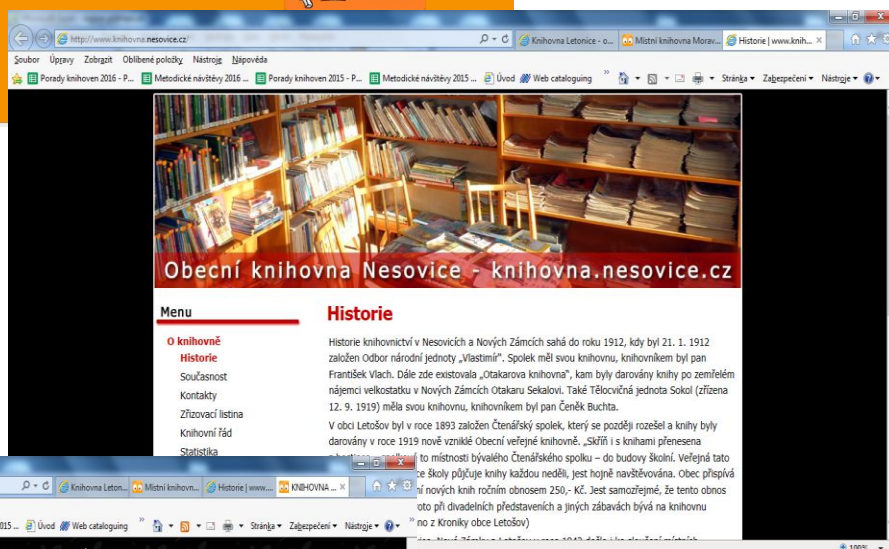 http://www.knihovna.nesovice.cz/
Knihovna Letonice - o...
Místní knihovna Morav...
Historie | www.knih...
Soubor Úpravy Zobrazit Oblíbené položky Nástroje Nápověda
Porady knihoven 2016 - P... Metodické návštěvy 2016 ... Porady knihoven 2015 - P... Metodické návštěvy 2015 ... Úvod Web cataloguing » Stránka Zabezpečení Nástroje
Obecní knihovna Nesovice - knihovna.nesovice.cz
Menu
O knihovně
Historie
Současnost
Kontakty
Zřizovací listina
Knihovní řád
Statistika
Historie
Historie knihovnictví v Nesovicích a Nových Zámcích sahá do roku 1912, kdy byl 21. 1. 1912
založen Odbor národní jednoty „Vlastimír“. Spolek měl svou knihovnu, knihovníkem byl pan
František Vlach. Dále zde existovala „Otakarova knihovna“, kam byly darovány knihy po zemřelém
nájemci velkostatku v Nových Zámcích Otakaru Sekalovi. Také Tělocvičná jednota Sokol (zřízena
12. 9. 1919) měla svou knihovnu, knihovníkem byl pan Čeněk Buchta.
V obci Letošov byl v roce 1893 založen Čtenářský spolek, který se později rozešel a knihy byly
darovány v roce 1919 nově vzniklé Obecní veřejné knihovně. „Skříň i s knihami přenesena
to místnosti bývalého Čtenářského spolku – do budovy školní. Veřejná tato
ce školy půjčuje knihy každou neděli, jest hojně navštěvována. Obec přispívá
ní nových knih ročním obnosem 250,- Kč. Jest samozřejmé, že tento obnos
roto při divadelních představeních a jiných zábavách bývá na knihovnu
no z Kroniky obce Letošov)
Knihovna Leton... Místní knihovn... Historie | www.... KNIHOVNA ...
015 ... Úvod Web cataloguing » Stránka Zabezpečení Nástroje »
100%